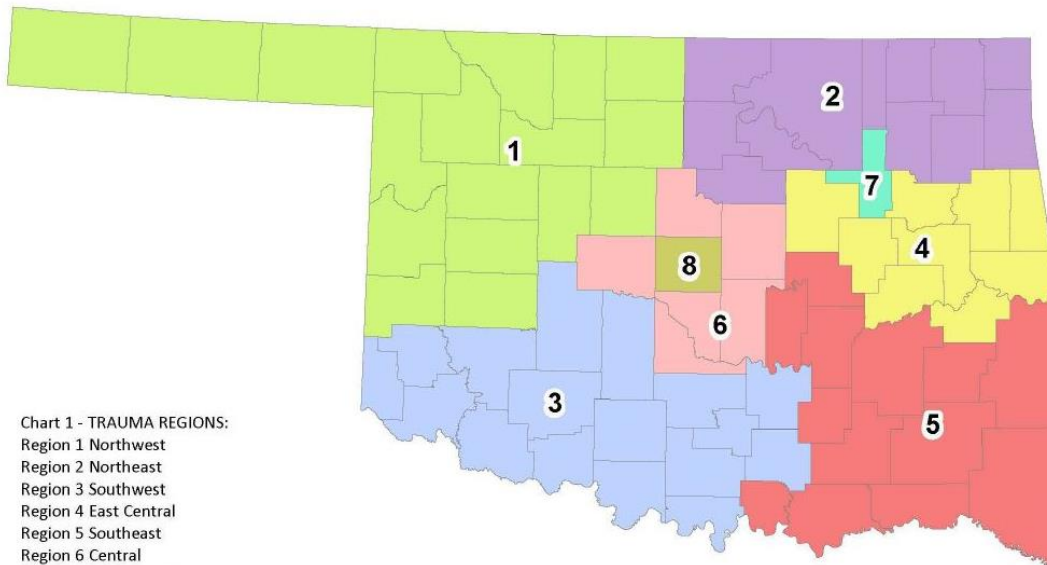 1
2
7
4
8
6
3
5
Chart 1 - TRAUMA REGIONS:
Region 1 Northwest
Region 2 Northeast
Region 3 Southwest
Region 4 East Central
Region 5 Southeast
Region 6 Central